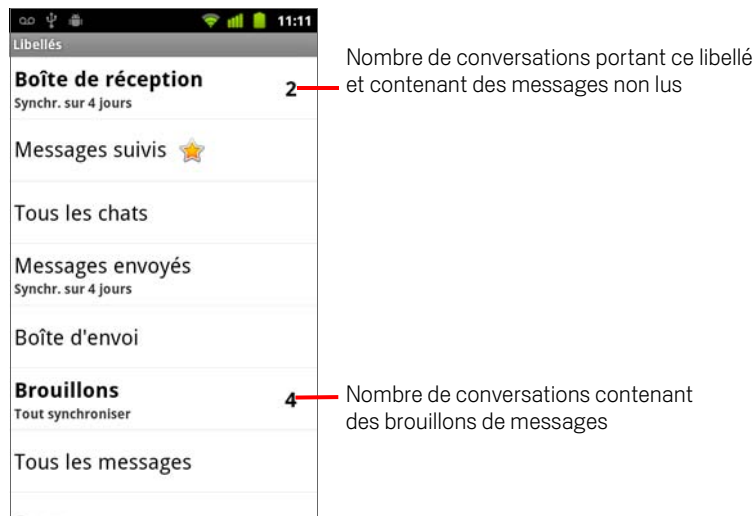 11:11
Libellés
Boîte de réception 2
Synchr. sur 4 jours
Nombre de conversations portant ce libellé
et contenant des messages non lus
Messages suivis
Tous les chats
Messages envoyés
Synchr. sur 4 jours
Boîte d'envoi
Brouillons 4
Tout synchroniser
Nombre de conversations contenant
des brouillons de messages
Tous les messages